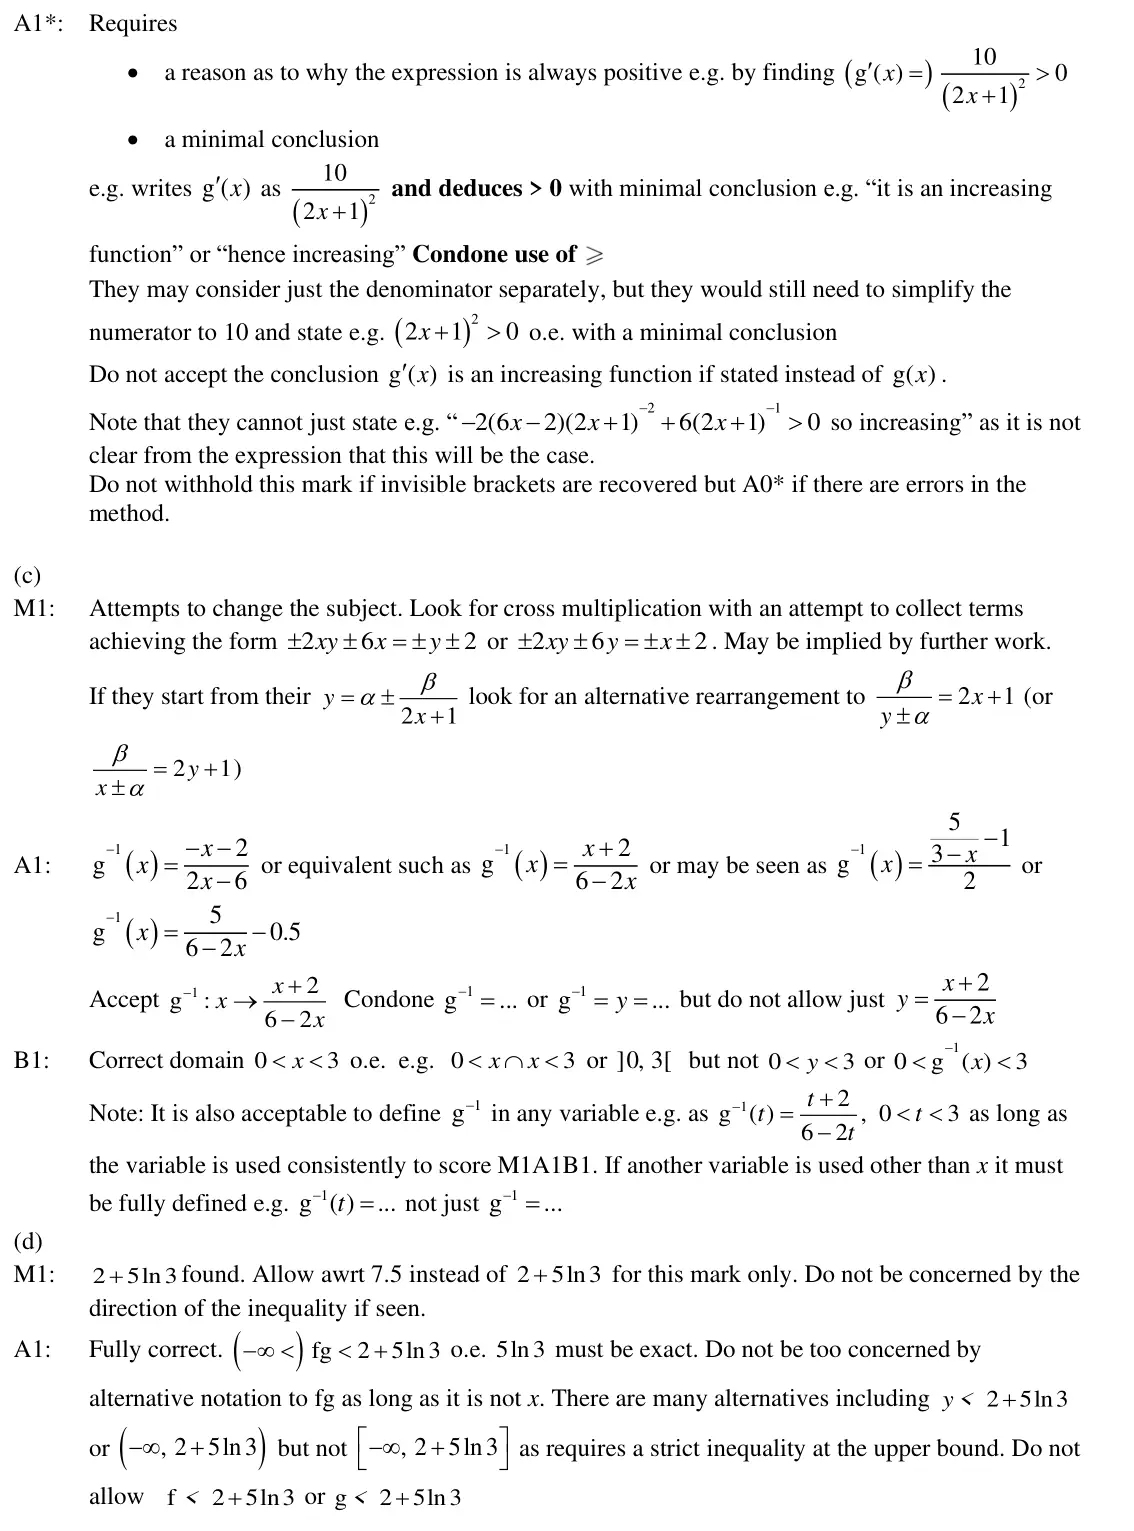 A1*: Requires
• a reason as to why the expression is always positive e.g. by finding (g′(x) =) 10/(2x+1)² > 0
• a minimal conclusion
e.g. writes g′(x) as 10/(2x+1)² and deduces > 0 with minimal conclusion e.g. “it is an increasing
function” or “hence increasing” Condone use of ⩾
They may consider just the denominator separately, but they would still need to simplify the
numerator to 10 and state e.g. (2x+1)² > 0 o.e. with a minimal conclusion
Do not accept the conclusion g′(x) is an increasing function if stated instead of g(x).
Note that they cannot just state e.g. “−2(6x−2)(2x+1)⁻² + 6(2x+1)⁻¹ > 0 so increasing” as it is not
clear from the expression that this will be the case.
Do not withhold this mark if invisible brackets are recovered but A0* if there are errors in the
method.
(c)
M1: Attempts to change the subject. Look for cross multiplication with an attempt to collect terms
achieving the form ±2xy ± 6x = ±y ± 2 or ±2xy ± 6y = ±x ± 2. May be implied by further work.
If they start from their y = α ± β/(2x+1) look for an alternative rearrangement to β/(y±α) = 2x+1 (or
β/(x±α) = 2y+1)
A1: g⁻¹(x) = (−x−2)/(2x−6) or equivalent such as g⁻¹(x) = (x+2)/(6−2x) or may be seen as g⁻¹(x) = (5/(3−x) −1)/2 or
g⁻¹(x) = 5/(6−2x) − 0.5
Accept g⁻¹ : x → (x+2)/(6−2x) Condone g⁻¹ = ... or g⁻¹ = y = ... but do not allow just y = (x+2)/(6−2x)
B1: Correct domain 0 < x < 3 o.e. e.g. 0 < x ∩ x < 3 or ]0, 3[ but not 0 < y < 3 or 0 < g⁻¹(x) < 3
Note: It is also acceptable to define g⁻¹ in any variable e.g. as g⁻¹(t) = (t+2)/(6−2t), 0 < t < 3 as long as
the variable is used consistently to score M1A1B1. If another variable is used other than x it must
be fully defined e.g. g⁻¹(t) = ... not just g⁻¹ = ...
(d)
M1: 2 + 5ln 3 found. Allow awrt 7.5 instead of 2 + 5ln 3 for this mark only. Do not be concerned by the
direction of the inequality if seen.
A1: Fully correct. (−∞ <) fg < 2 + 5ln 3 o.e. 5ln 3 must be exact. Do not be too concerned by
alternative notation to fg as long as it is not x. There are many alternatives including y < 2 + 5ln 3
or (−∞, 2 + 5ln 3) but not [−∞, 2 + 5ln 3] as requires a strict inequality at the upper bound. Do not
allow f < 2 + 5ln 3 or g < 2 + 5ln 3